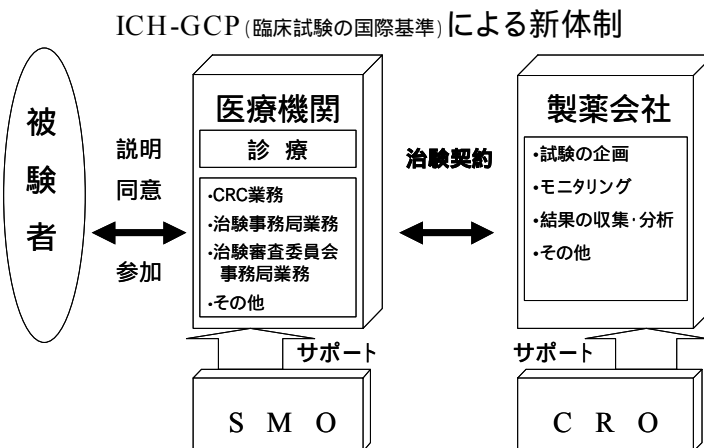 ICH-GCP(臨床試験の国際基準)による新体制
被験者
説明
同意
参加
医療機関
診 療
・CRC業務
・治験事務局業務
・治験審査委員会
事務局業務
・その他
治験契約
製薬会社
・試験の企画
・モニタリング
・結果の収集・分析
・その他
サポート
サポート
S M O
C R O